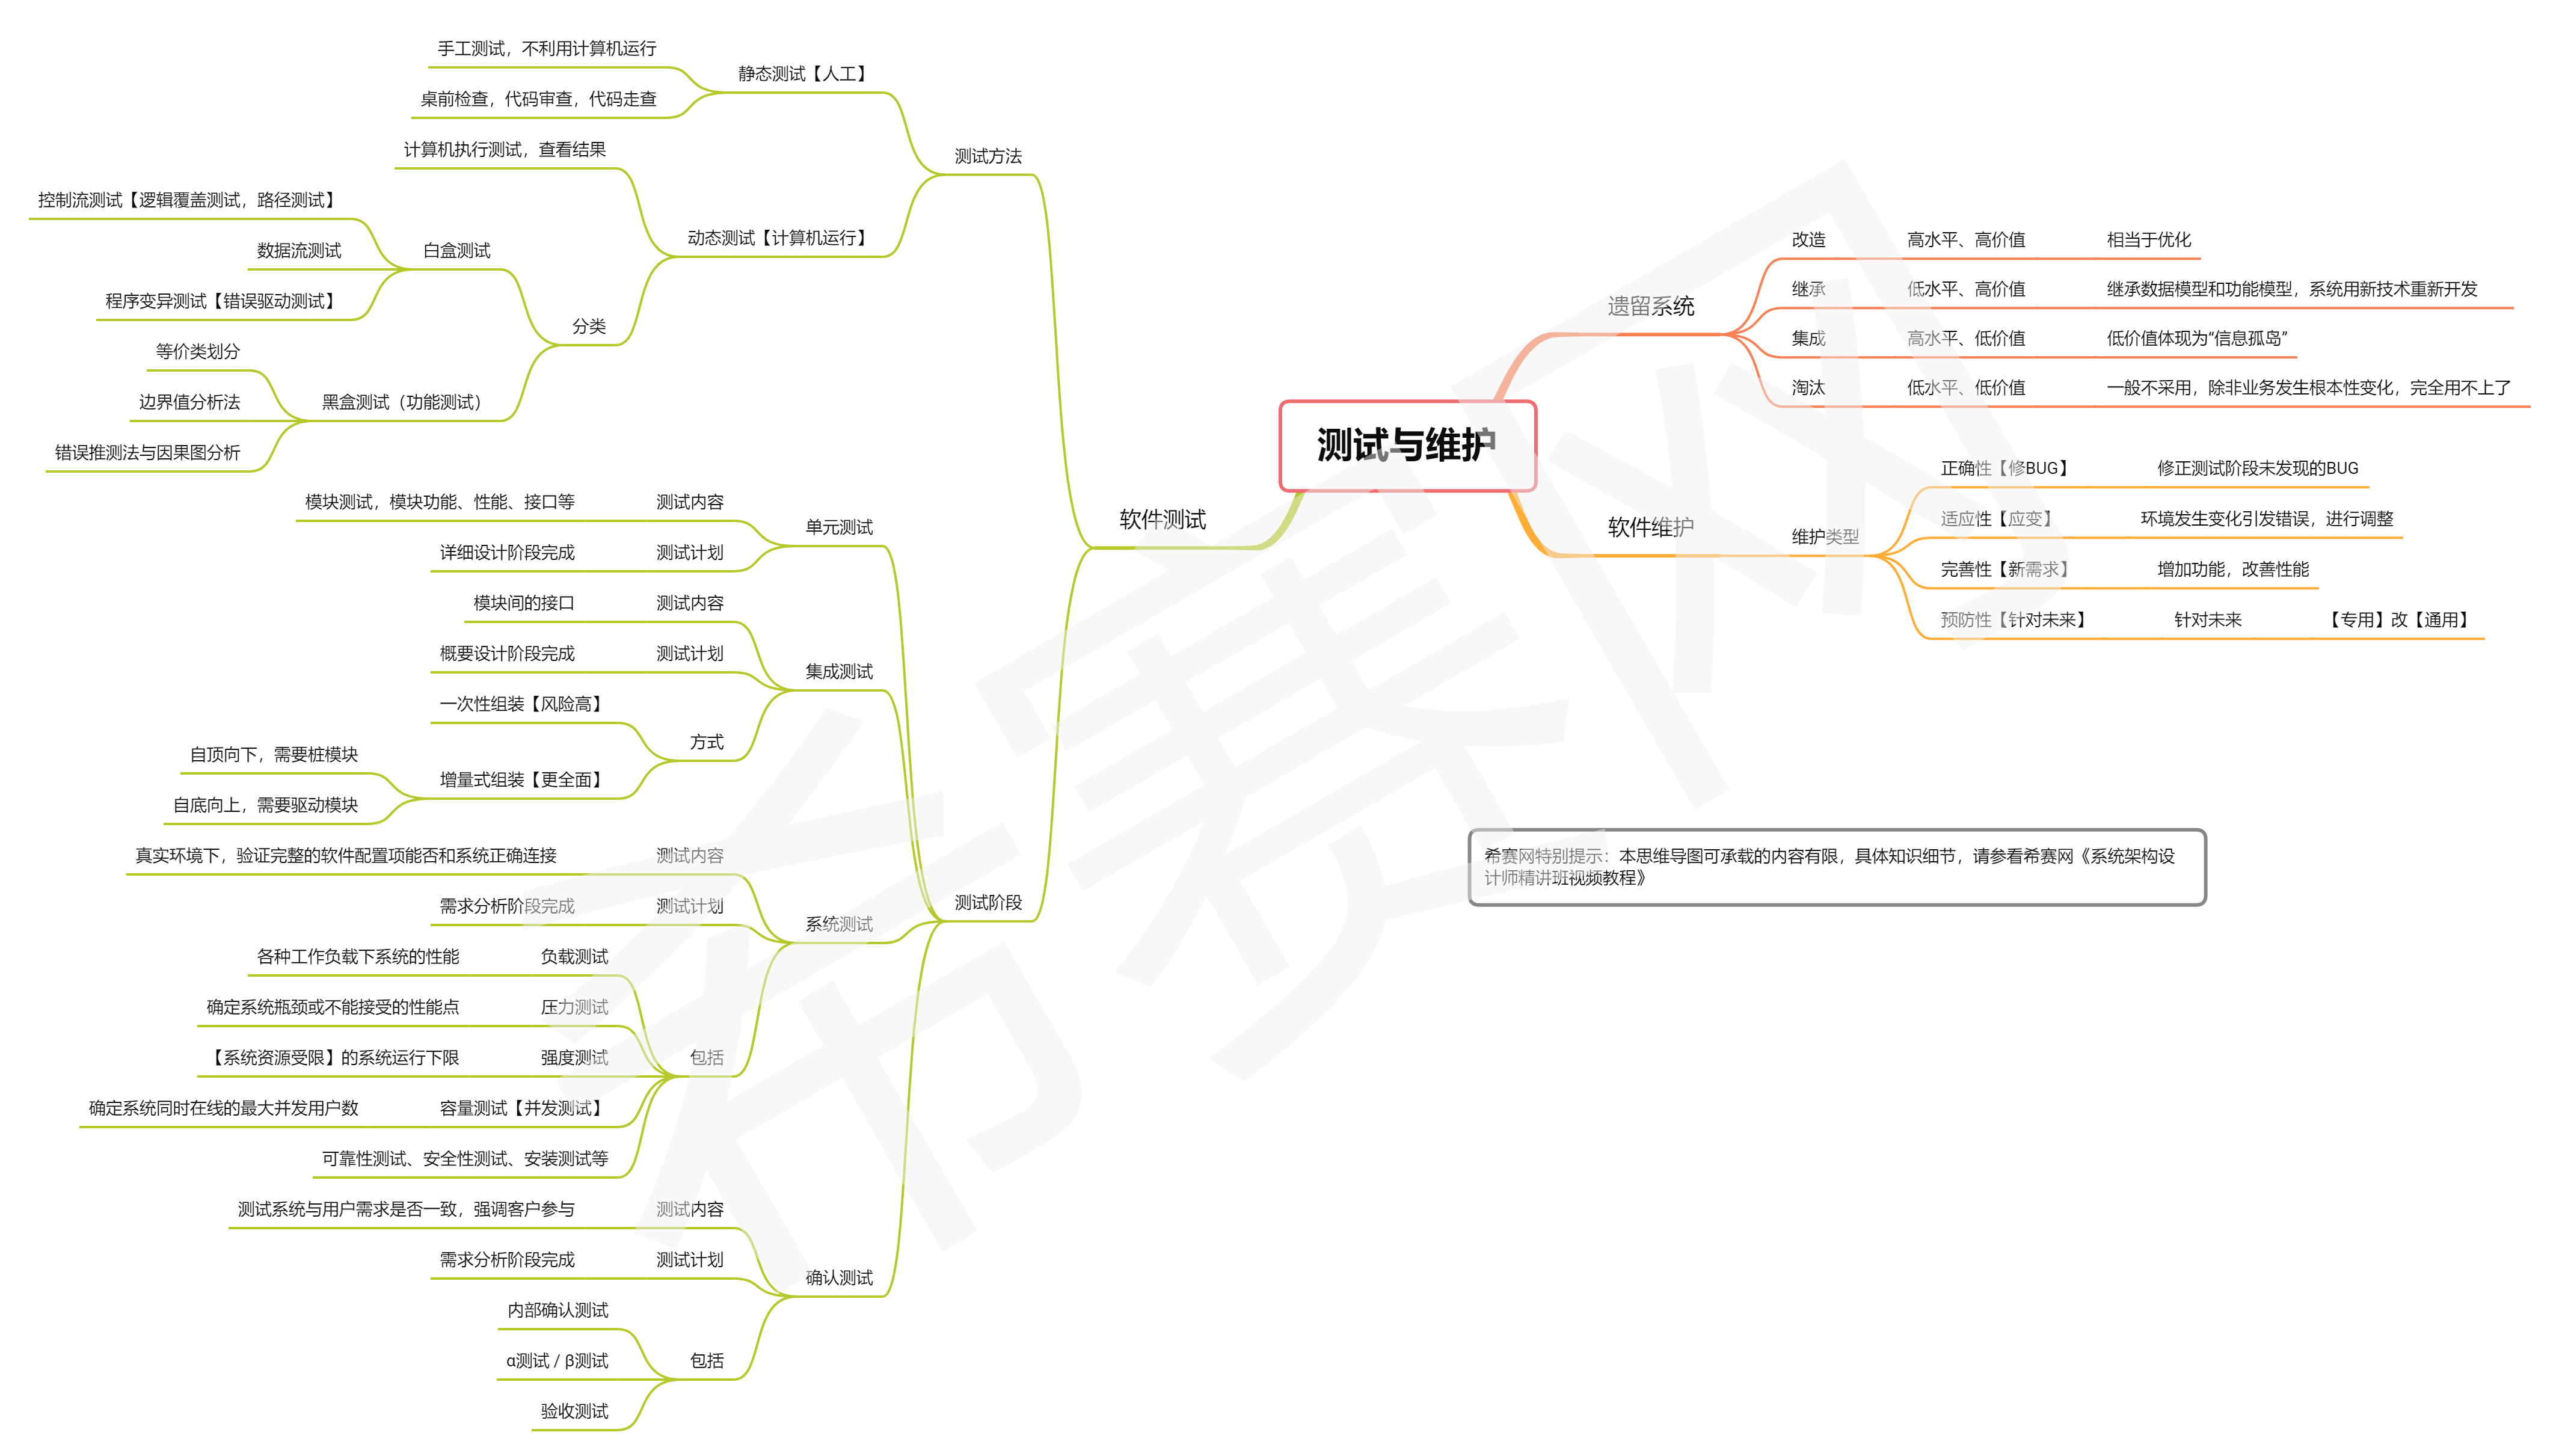 测试与维护
遗留系统
改造
高水平、高价值
相当于优化
继承
低水平、高价值
继承数据模型和功能模型，系统用新技术重新开发
集成
高水平、低价值
低价值体现为“信息孤岛”
淘汰
低水平、低价值
一般不采用，除非业务发生根本性变化，完全用不上了
软件维护
维护类型
正确性【修BUG】
修正测试阶段未发现的BUG
适应性【应变】
环境发生变化引发错误，进行调整
完善性【新需求】
增加功能，改善性能
预防性【针对未来】
针对未来
【专用】改【通用】
软件测试
测试方法
静态测试【人工】
手工测试，不利用计算机运行
桌前检查，代码审查，代码走查
动态测试【计算机运行】
计算机执行测试，查看结果
分类
白盒测试
控制流测试【逻辑覆盖测试，路径测试】
数据流测试
程序变异测试【错误驱动测试】
黑盒测试（功能测试）
等价类划分
边界值分析法
错误推测法与因果图分析
测试阶段
单元测试
测试内容
模块测试，模块功能、性能、接口等
测试计划
详细设计阶段完成
集成测试
测试内容
模块间的接口
测试计划
概要设计阶段完成
方式
一次性组装【风险高】
增量式组装【更全面】
自顶向下，需要桩模块
自底向上，需要驱动模块
系统测试
测试内容
真实环境下，验证完整的软件配置项能否和系统正确连接
测试计划
需求分析阶段完成
包括
负载测试
各种工作负载下系统的性能
压力测试
确定系统瓶颈或不能接受的性能点
强度测试
【系统资源受限】的系统运行下限
容量测试【并发测试】
确定系统同时在线的最大并发用户数
可靠性测试、安全性测试、安装测试等
确认测试
测试内容
测试系统与用户需求是否一致，强调客户参与
测试计划
需求分析阶段完成
包括
内部确认测试
α测试 / β测试
验收测试
希赛网特别提示：本思维导图可承载的内容有限，具体知识细节，请参看希赛网《系统架构设
计师精讲班视频教程》
希赛网